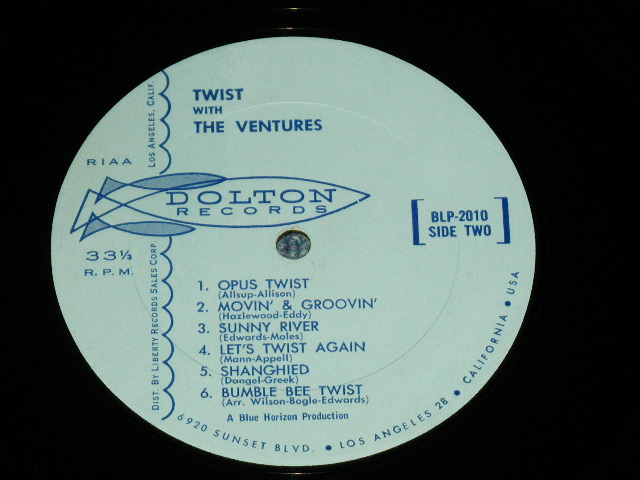 TWIST
WITH
THE VENTURES
RIAA
LOS ANGELES, CALIF.
DOLTON
RECORDS
BLP-2010
SIDE TWO
33⅓
R.P.M.
DIST. BY LIBERTY RECORDS SALES CORP.
1. OPUS TWIST
(Allsup-Allison)
2. MOVIN' & GROOVIN'
(Hazlewood-Eddy)
3. SUNNY RIVER
(Edwards-Moles)
4. LET'S TWIST AGAIN
(Mann-Appell)
5. SHANGHIED
(Dangel-Greek)
6. BUMBLE BEE TWIST
(Arr. Wilson-Bogle-Edwards)
A Blue Horizon Production
6920 SUNSET BLVD. • LOS ANGELES 28 • CALIFORNIA • USA